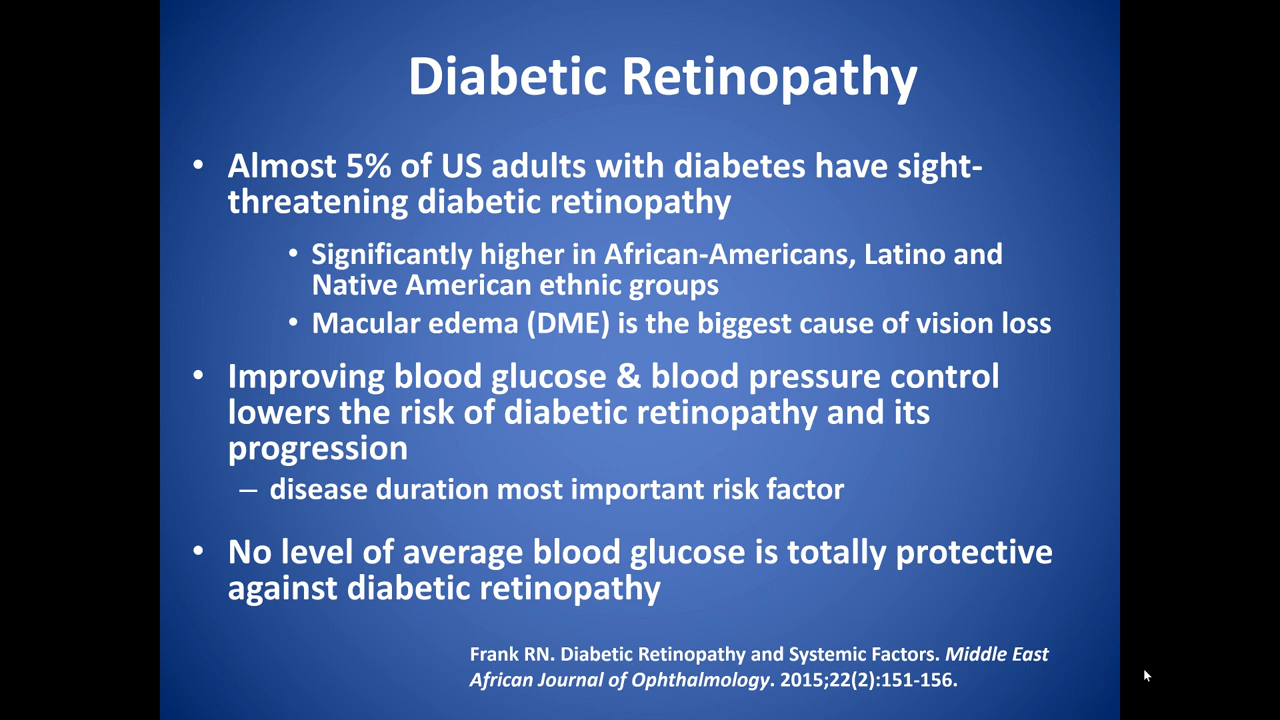 Diabetic Retinopathy
• Almost 5% of US adults with diabetes have sight-
threatening diabetic retinopathy
• Significantly higher in African-Americans, Latino and
Native American ethnic groups
• Macular edema (DME) is the biggest cause of vision loss
• Improving blood glucose & blood pressure control
lowers the risk of diabetic retinopathy and its
progression
– disease duration most important risk factor
• No level of average blood glucose is totally protective
against diabetic retinopathy
Frank RN. Diabetic Retinopathy and Systemic Factors. Middle East
African Journal of Ophthalmology. 2015;22(2):151-156.